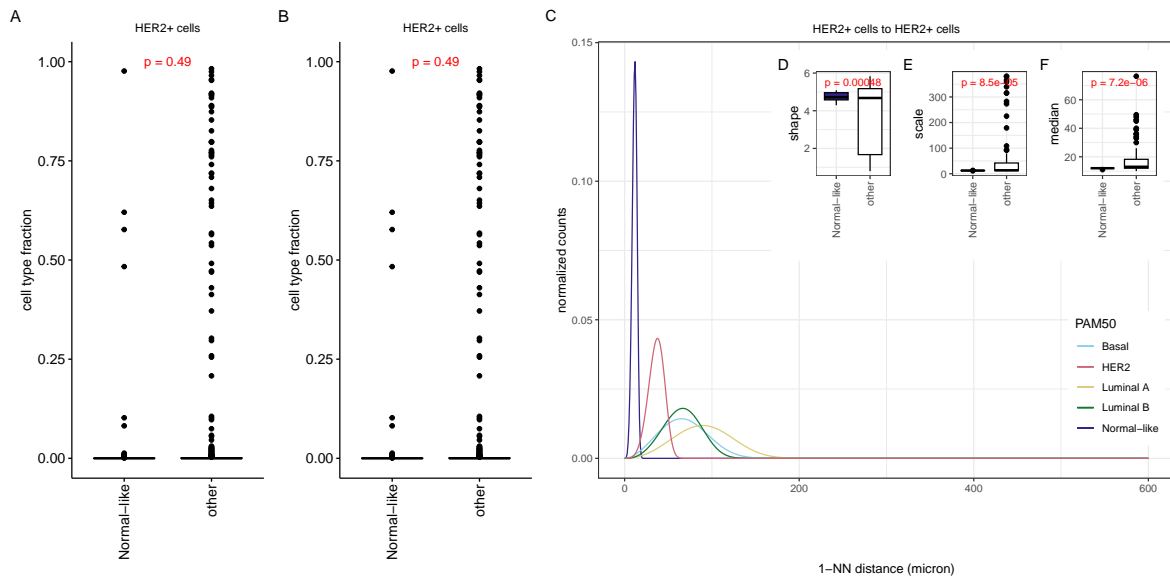 A
HER2+ cells
p = 0.49
cell type fraction
1.00
0.75
0.50
0.25
0.00
Normal−like
other
B
HER2+ cells
p = 0.49
cell type fraction
1.00
0.75
0.50
0.25
0.00
Normal−like
other
C
HER2+ cells to HER2+ cells
normalized counts
0.15
0.10
0.05
0.00
0
200
400
600
1−NN distance (micron)
D
p = 0.00048
shape
6
4
2
Normal−like
other
E
p = 8.5e−05
scale
350
300
250
200
150
100
50
0
Normal−like
other
F
p = 7.2e−06
median
60
40
20
Normal−like
other
PAM50
Basal
HER2
Luminal A
Luminal B
Normal−like